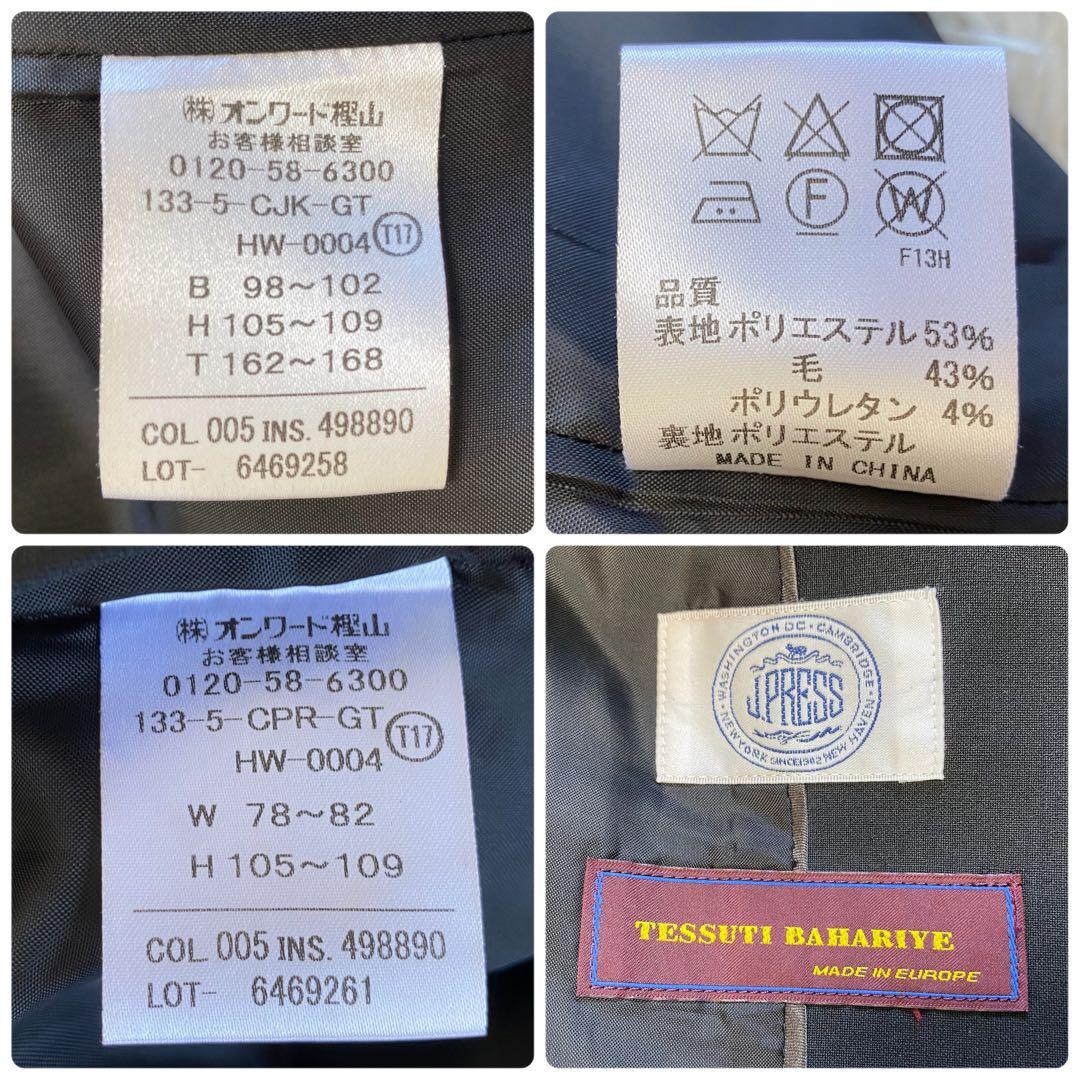 (株)オンワード樫山
お客様相談室
0120-58-6300
133-5-CJK-GT
HW-0004 T17
B 98～102
H 105～109
T 162～168
COL 005 INS. 498890
LOT- 6469258
F
W
F13H
品質
表地 ポリエステル 53%
毛 43%
ポリウレタン 4%
裏地 ポリエステル
MADE IN CHINA
(株)オンワード樫山
お客様相談室
0120-58-6300
133-5-CPR-GT
HW-0004 T17
W 78～82
H 105～109
COL 005 INS. 498890
LOT- 6469261
WASHINGTON DC・CAMBRIDGE・
J.PRESS
NEW YORK SINCE1902 NEW HAVEN
TESSUTI BAHARIYE
MADE IN EUROPE